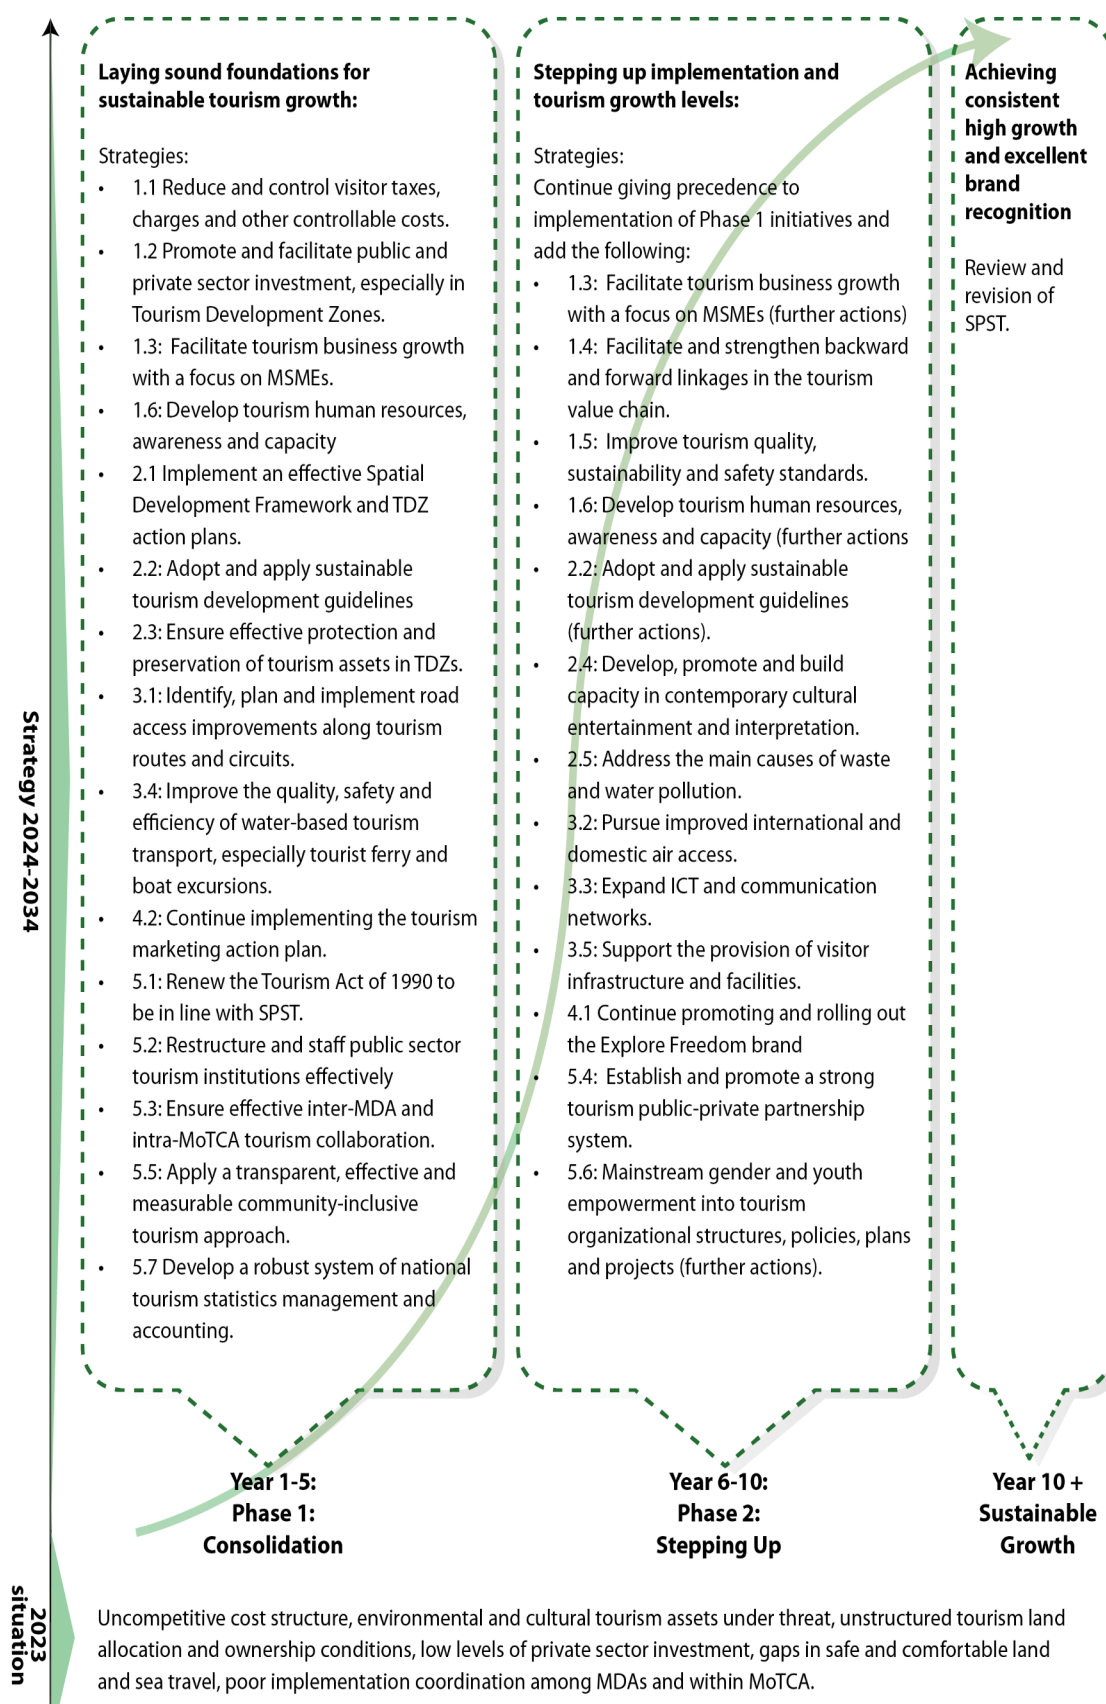 Laying sound foundations for
sustainable tourism growth:
Strategies:
• 1.1 Reduce and control visitor taxes,
charges and other controllable costs.
• 1.2 Promote and facilitate public and
private sector investment, especially in
Tourism Development Zones.
• 1.3: Facilitate tourism business growth
with a focus on MSMEs.
• 1.6: Develop tourism human resources,
awareness and capacity
• 2.1 Implement an effective Spatial
Development Framework and TDZ
action plans.
• 2.2: Adopt and apply sustainable
tourism development guidelines
• 2.3: Ensure effective protection and
preservation of tourism assets in TDZs.
• 3.1: Identify, plan and implement road
access improvements along tourism
routes and circuits.
• 3.4: Improve the quality, safety and
efficiency of water-based tourism
transport, especially tourist ferry and
boat excursions.
• 4.2: Continue implementing the tourism
marketing action plan.
• 5.1: Renew the Tourism Act of 1990 to
be in line with SPST.
• 5.2: Restructure and staff public sector
tourism institutions effectively
• 5.3: Ensure effective inter-MDA and
intra-MoTCA tourism collaboration.
• 5.5: Apply a transparent, effective and
measurable community-inclusive
tourism approach.
• 5.7 Develop a robust system of national
tourism statistics management and
accounting.
Stepping up implementation and
tourism growth levels:
Strategies:
Continue giving precedence to
implementation of Phase 1 initiatives and
add the following:
• 1.3: Facilitate tourism business growth
with a focus on MSMEs (further actions)
• 1.4: Facilitate and strengthen backward
and forward linkages in the tourism
value chain.
• 1.5: Improve tourism quality,
sustainability and safety standards.
• 1.6: Develop tourism human resources,
awareness and capacity (further actions
• 2.2: Adopt and apply sustainable
tourism development guidelines
(further actions).
• 2.4: Develop, promote and build
capacity in contemporary cultural
entertainment and interpretation.
• 2.5: Address the main causes of waste
and water pollution.
• 3.2: Pursue improved international and
domestic air access.
• 3.3: Expand ICT and communication
networks.
• 3.5: Support the provision of visitor
infrastructure and facilities.
• 4.1 Continue promoting and rolling out
the Explore Freedom brand
• 5.4: Establish and promote a strong
tourism public-private partnership
system.
• 5.6: Mainstream gender and youth
empowerment into tourism
organizational structures, policies, plans
and projects (further actions).
Achieving
consistent
high growth
and excellent
brand
recognition
Review and
revision of
SPST.
Strategy 2024-2034
Year 1-5:
Phase 1:
Consolidation
Year 6-10:
Phase 2:
Stepping Up
Year 10 +
Sustainable
Growth
2023
situation
Uncompetitive cost structure, environmental and cultural tourism assets under threat, unstructured tourism land
allocation and ownership conditions, low levels of private sector investment, gaps in safe and comfortable land
and sea travel, poor implementation coordination among MDAs and within MoTCA.